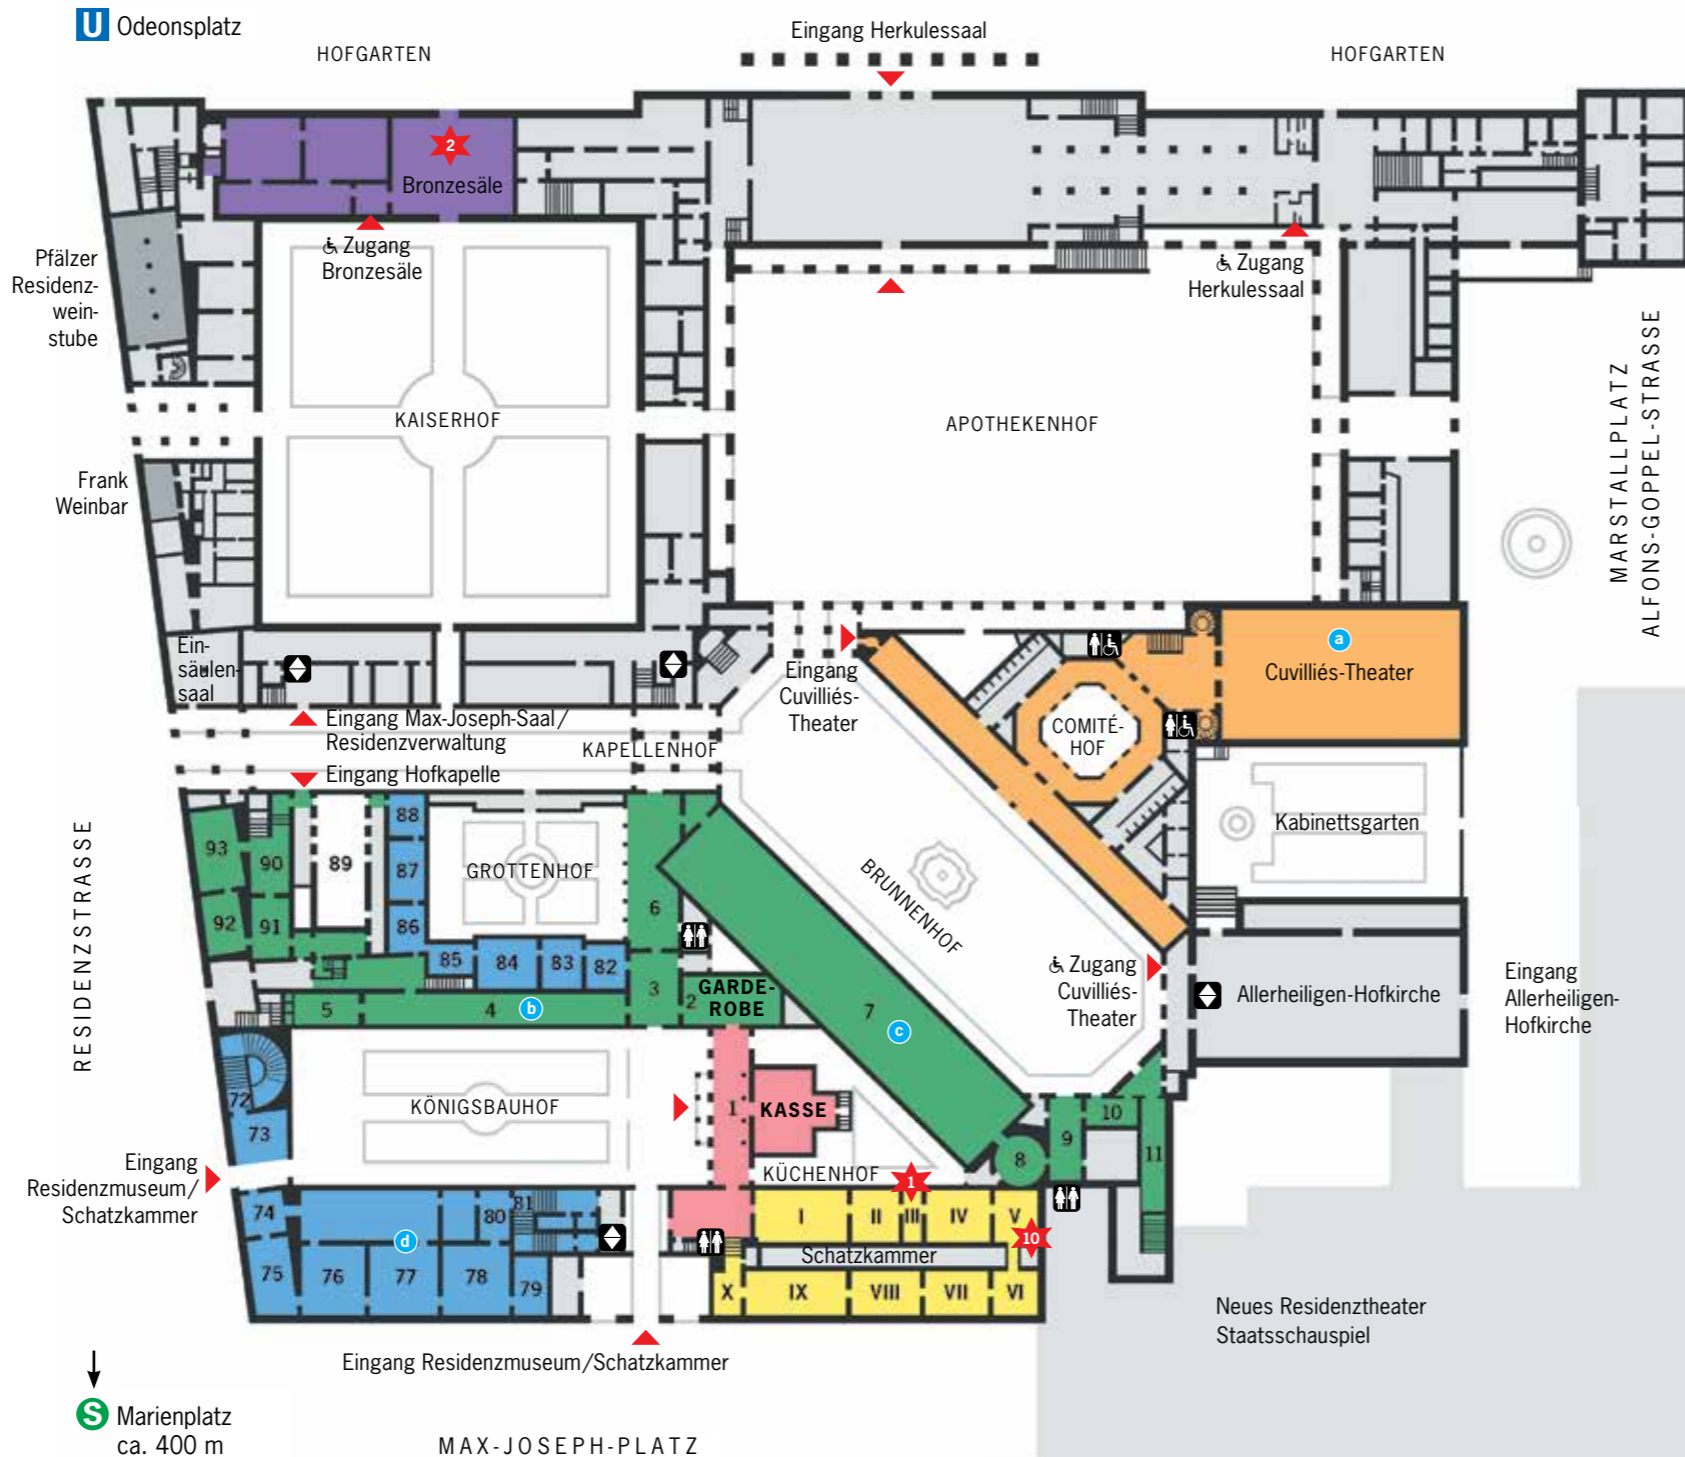 U Odeonsplatz
HOFGARTEN
Eingang Herkulessaal
HOFGARTEN
2
Bronzesäle
Zugang
Bronzesäle
Zugang
Herkulessaal
Pfälzer
Residenz-
wein-
stube
KAISERHOF
APOTHEKENHOF
MARSTALLPLATZ
ALFONS-GOPPEL-STRASSE
Frank
Weinbar
Ein-
säulen-
saal
Eingang
Cuvilliés-
Theater
a
Cuvilliés-Theater
COMITÉ-
HOF
Eingang Max-Joseph-Saal/
Residenzverwaltung
KAPELLENHOF
Eingang Hofkapelle
RESIDENZSTRASSE
93
90
89
88
87
86
92
91
GROTTENHOF
6
BRUNNENHOF
Kabinettsgarten
85
84
83
82
3
2
GARDE-
ROBE
5
4
b
7
c
Zugang
Cuvilliés-
Theater
Allerheiligen-Hofkirche
Eingang
Allerheiligen-
Hofkirche
72
73
KÖNIGSBAUHOF
1
KASSE
KÜCHENHOF
8
9
10
11
Eingang
Residenzmuseum/
Schatzkammer
74
75
d
76
77
78
79
80
81
1
I
II
III
IV
V
10
Schatzkammer
X
IX
VIII
VII
VI
Neues Residenztheater
Staatsschauspiel
Eingang Residenzmuseum/Schatzkammer
S Marienplatz
ca. 400 m
MAX-JOSEPH-PLATZ